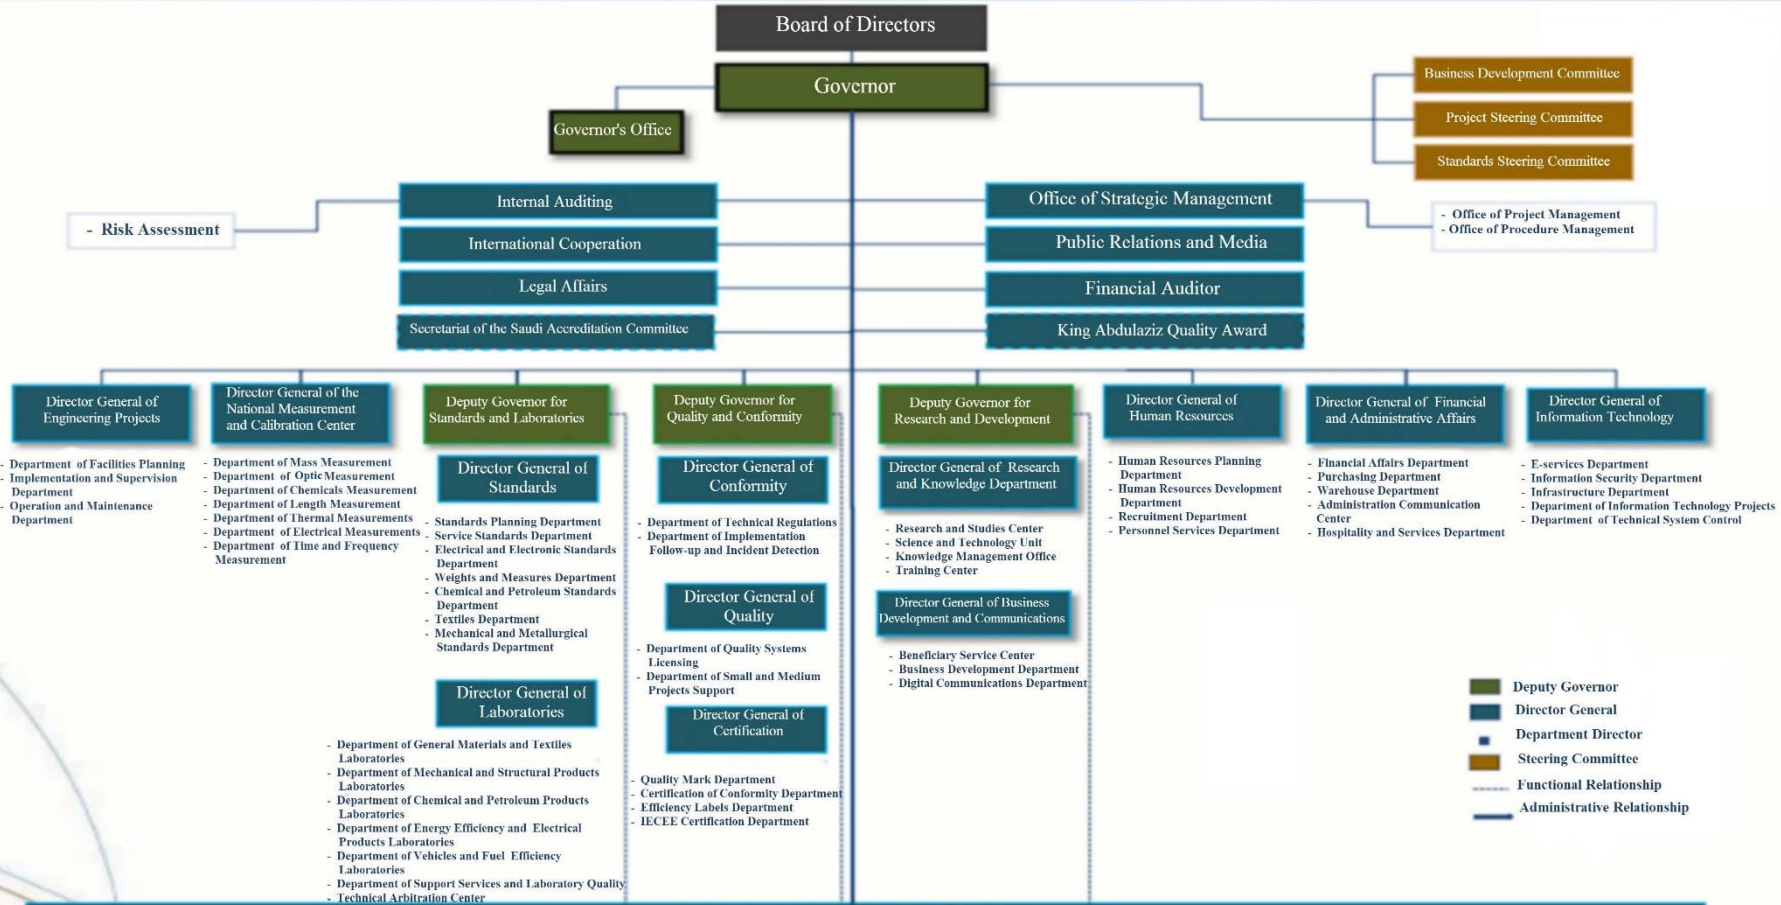 Board of Directors
Governor
Governor's Office
Business Development Committee
Project Steering Committee
Standards Steering Committee
Internal Auditing
Office of Strategic Management
- Risk Assessment
- Office of Project Management
- Office of Procedure Management
International Cooperation
Public Relations and Media
Legal Affairs
Financial Auditor
Secretariat of the Saudi Accreditation Committee
King Abdulaziz Quality Award
Director General of
Engineering Projects
- Department of Facilities Planning
- Implementation and Supervision
Department
- Operation and Maintenance
Department
Director General of the
National Measurement
and Calibration Center
- Department of Mass Measurement
- Department of Optic Measurement
- Department of Chemicals Measurement
- Department of Length Measurement
- Department of Thermal Measurements
- Department of Electrical Measurements
- Department of Time and Frequency
Measurement
Deputy Governor for
Standards and Laboratories
Director General of
Standards
- Standards Planning Department
- Service Standards Department
- Electrical and Electronic Standards
Department
- Weights and Measures Department
- Chemical and Petroleum Standards
Department
- Textiles Department
- Mechanical and Metallurgical
Standards Department
Director General of
Laboratories
- Department of General Materials and Textiles
Laboratories
- Department of Mechanical and Structural Products
Laboratories
- Department of Chemical and Petroleum Products
Laboratories
- Department of Energy Efficiency and Electrical
Products Laboratories
- Department of Vehicles and Fuel Efficiency
Laboratories
- Department of Support Services and Laboratory Quality
- Technical Arbitration Center
Deputy Governor for
Quality and Conformity
Director General of
Conformity
- Department of Technical Regulations
- Department of Implementation
Follow-up and Incident Detection
Director General of
Quality
- Department of Quality Systems
Licensing
- Department of Small and Medium
Projects Support
Director General of
Certification
- Quality Mark Department
- Certification of Conformity Department
- Efficiency Labels Department
- IECEE Certification Department
Deputy Governor for
Research and Development
Director General of Research
and Knowledge Department
- Research and Studies Center
- Science and Technology Unit
- Knowledge Management Office
- Training Center
Director General of Business
Development and Communications
- Beneficiary Service Center
- Business Development Department
- Digital Communications Department
Director General of
Human Resources
- Human Resources Planning
Department
- Human Resources Development
Department
- Recruitment Department
- Personnel Services Department
Director General of Financial
and Administrative Affairs
- Financial Affairs Department
- Purchasing Department
- Warehouse Department
- Administration Communication
Center
- Hospitality and Services Department
Director General of
Information Technology
- E-services Department
- Information Security Department
- Infrastructure Department
- Department of Information Technology Projects
- Department of Technical System Control
Deputy Governor
Director General
Department Director
Steering Committee
Functional Relationship
Administrative Relationship